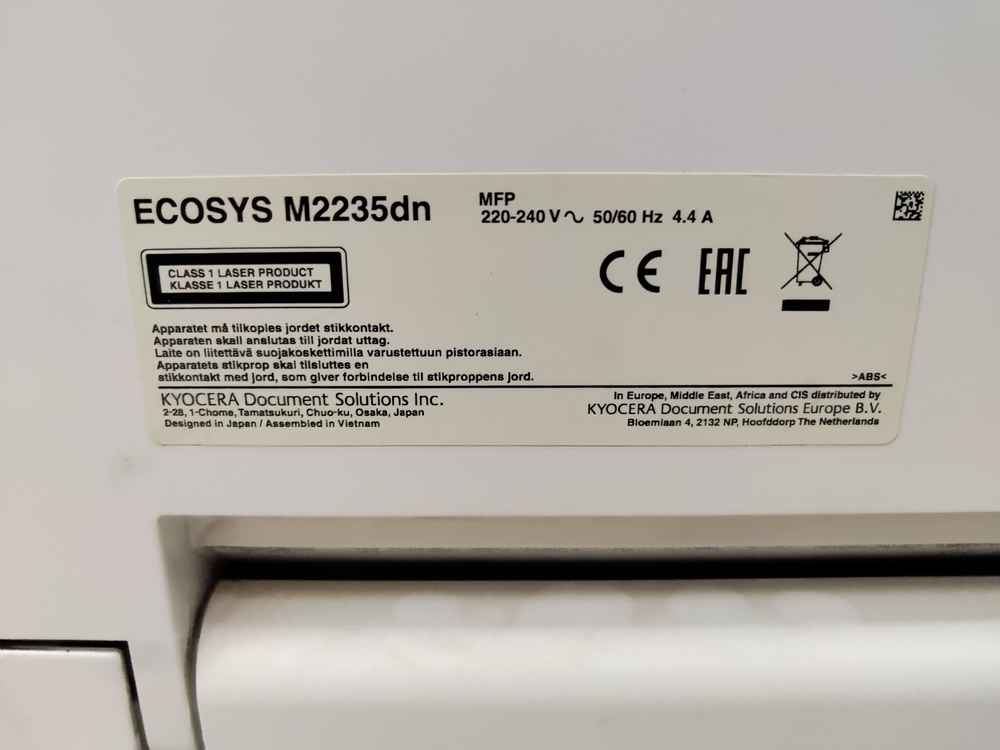 ECOSYS M2235dn
MFP
220-240 V ∿ 50/60 Hz 4.4 A
CLASS 1 LASER PRODUCT
KLASSE 1 LASER PRODUKT
CE EAC
Apparatet må tilkoples jordet stikkontakt.
Apparaten skall anslutas till jordat uttag.
Laite on liitettävä suojakoskettimilla varustettuun pistorasiaan.
Apparatets stikprop skal tilsluttes en
stikkontakt med jord, som giver forbindelse til stikproppens jord.
>ABS<
KYOCERA Document Solutions Inc.
2-28, 1-Chome, Tamatsukuri, Chuo-ku, Osaka, Japan
Designed in Japan / Assembled in Vietnam
In Europe, Middle East, Africa and CIS distributed by
KYOCERA Document Solutions Europe B.V.
Bloemlaan 4, 2132 NP, Hoofddorp The Netherlands